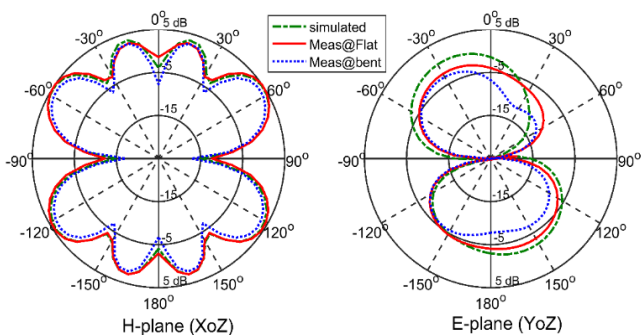 0° 5 dB
-30° 30°
-5
-60° 60°
-15
-90° 90°
-15
-120° 120°
-5
-150° 150°
5 dB
180°
H-plane (XoZ)
simulated
Meas@Flat
Meas@bent
0° 5 dB
-30° 30°
-5
-60° 60°
-15
-90° 90°
-15
-120° 120°
-5
-150° 150°
5 dB
180°
E-plane (YoZ)